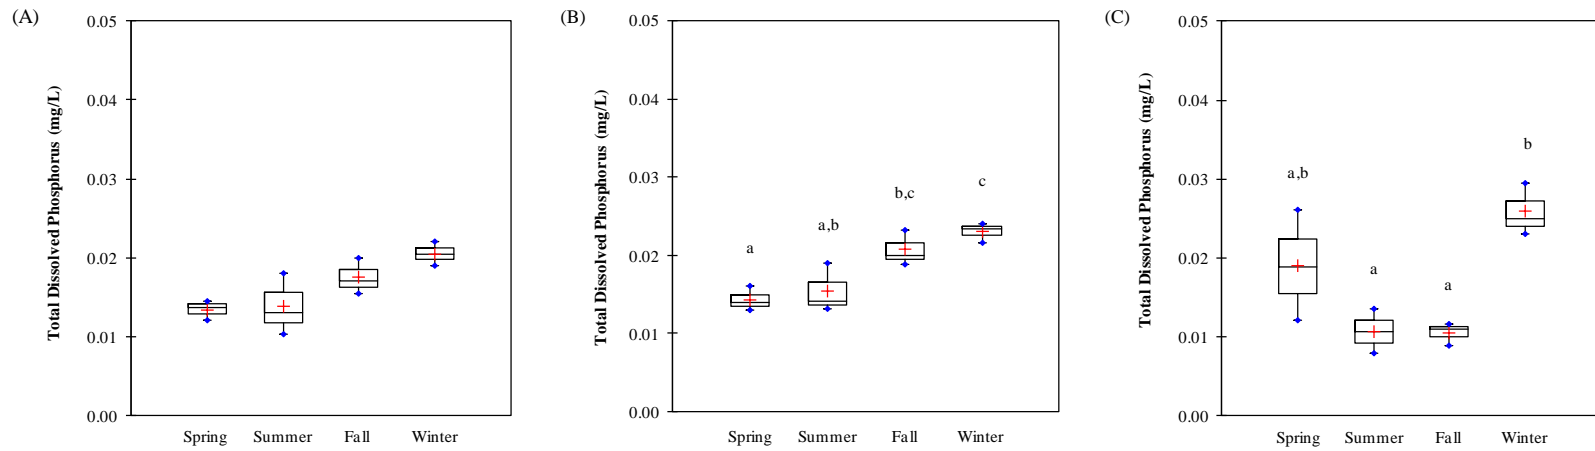 (A)
Total Dissolved Phosphorus (mg/L)
0.05
0.04
0.03
0.02
0.01
0.00
Spring Summer Fall Winter
(B)
Total Dissolved Phosphorus (mg/L)
0.05
0.04
0.03
0.02
0.01
0.00
a
a,b
b,c
c
Spring Summer Fall Winter
(C)
Total Dissolved Phosphorus (mg/L)
0.05
0.04
0.03
0.02
0.01
0.00
a,b
a
a
b
Spring Summer Fall Winter